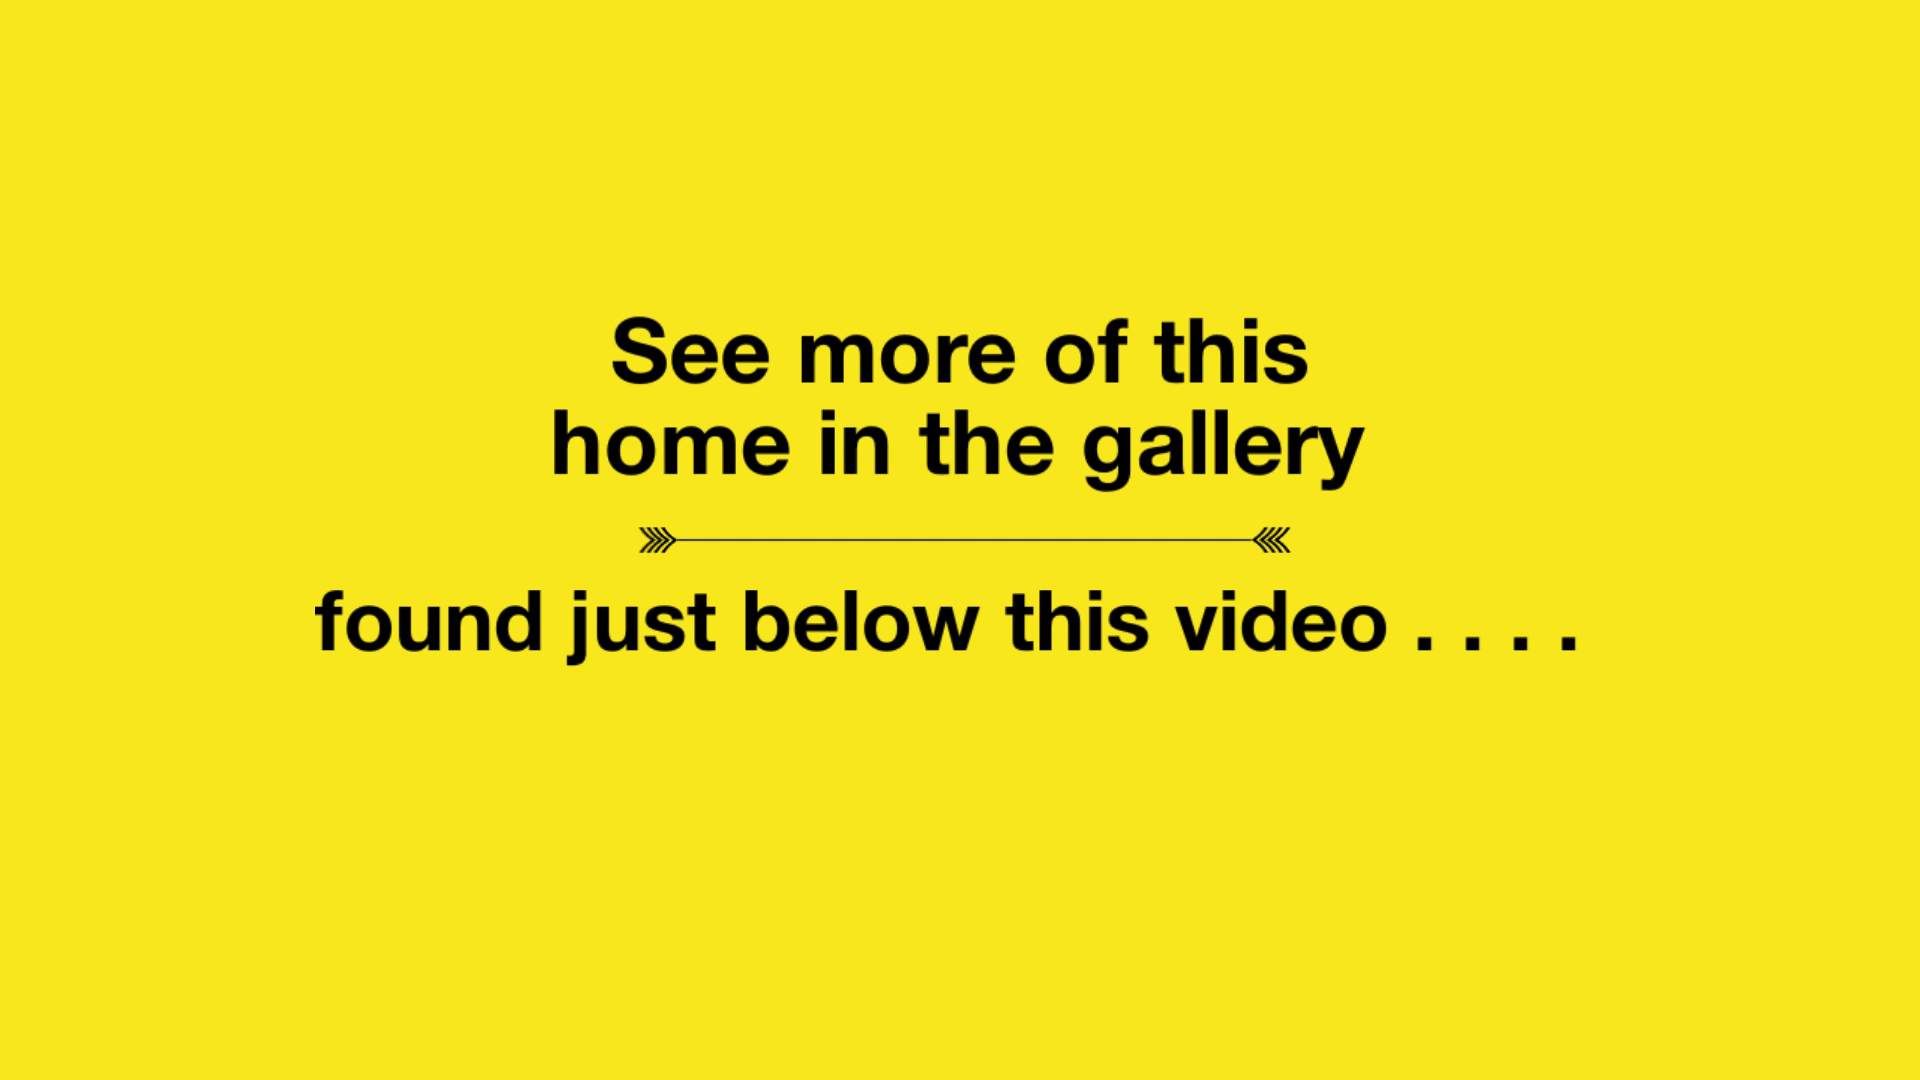 See more of this
home in the gallery
found just below this video . . . .